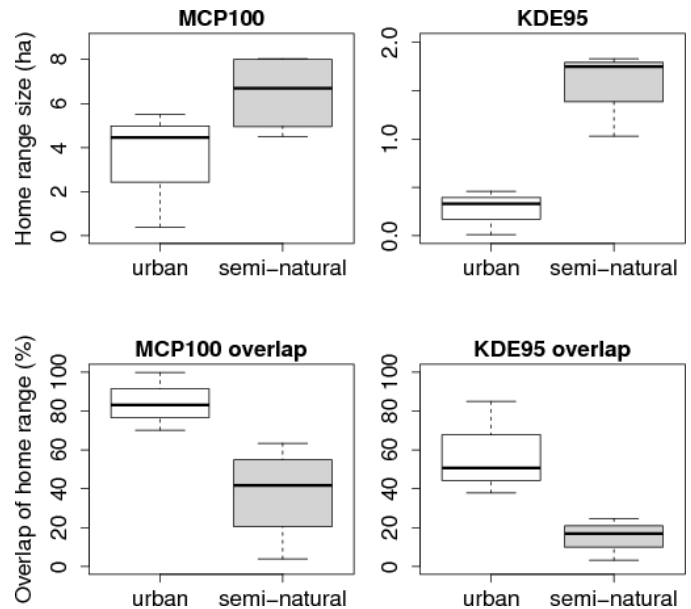 MCP100
KDE95
Home range size (ha)
8
6
4
2
0
2.0
1.0
0.0
urban
semi−natural
urban
semi−natural
MCP100 overlap
KDE95 overlap
Overlap of home range (%)
100
80
60
40
20
0
100
80
60
40
20
0
urban
semi−natural
urban
semi−natural